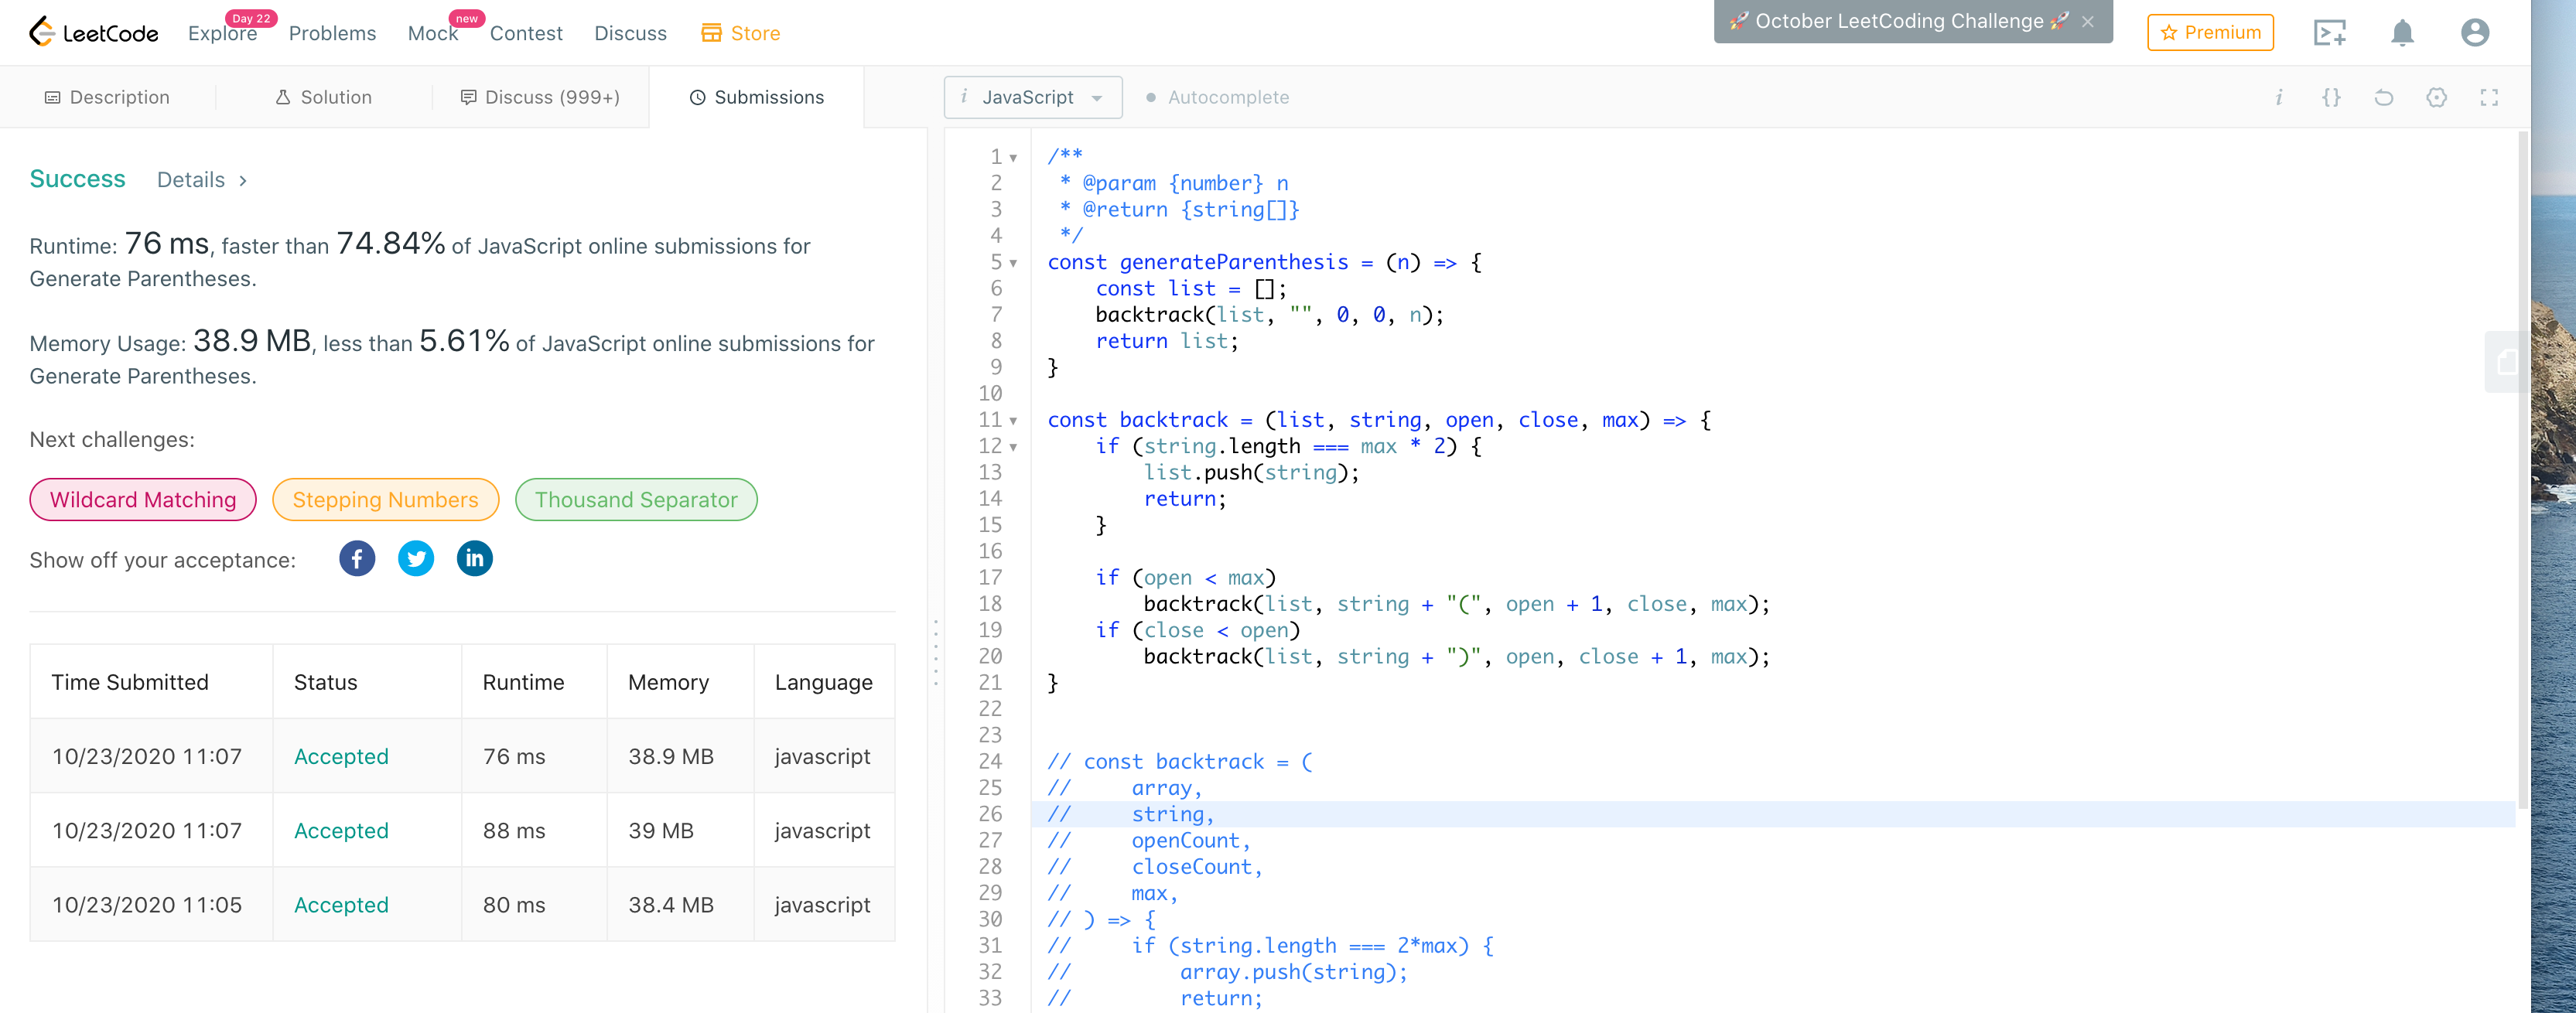 LeetCode Explore Day 22 Problems Mock new Contest Discuss Store 🚀 October LeetCoding Challenge 🚀 × Premium
Description Solution Discuss (999+) Submissions i JavaScript Autocomplete i {}
Success Details >
Runtime: 76 ms, faster than 74.84% of JavaScript online submissions for
Generate Parentheses.
Memory Usage: 38.9 MB, less than 5.61% of JavaScript online submissions for
Generate Parentheses.
Next challenges:
Wildcard Matching Stepping Numbers Thousand Separator
Show off your acceptance: f in
Time Submitted Status Runtime Memory Language
10/23/2020 11:07 Accepted 76 ms 38.9 MB javascript
10/23/2020 11:07 Accepted 88 ms 39 MB javascript
10/23/2020 11:05 Accepted 80 ms 38.4 MB javascript
1 /**
2  * @param {number} n
3  * @return {string[]}
4  */
5 const generateParenthesis = (n) => {
6     const list = [];
7     backtrack(list, "", 0, 0, n);
8     return list;
9 }
10
11 const backtrack = (list, string, open, close, max) => {
12     if (string.length === max * 2) {
13         list.push(string);
14         return;
15     }
16
17     if (open < max)
18         backtrack(list, string + "(", open + 1, close, max);
19     if (close < open)
20         backtrack(list, string + ")", open, close + 1, max);
21 }
22
23
24 // const backtrack = (
25 //     array,
26 //     string,
27 //     openCount,
28 //     closeCount,
29 //     max,
30 // ) => {
31 //     if (string.length === 2*max) {
32 //         array.push(string);
33 //         return;